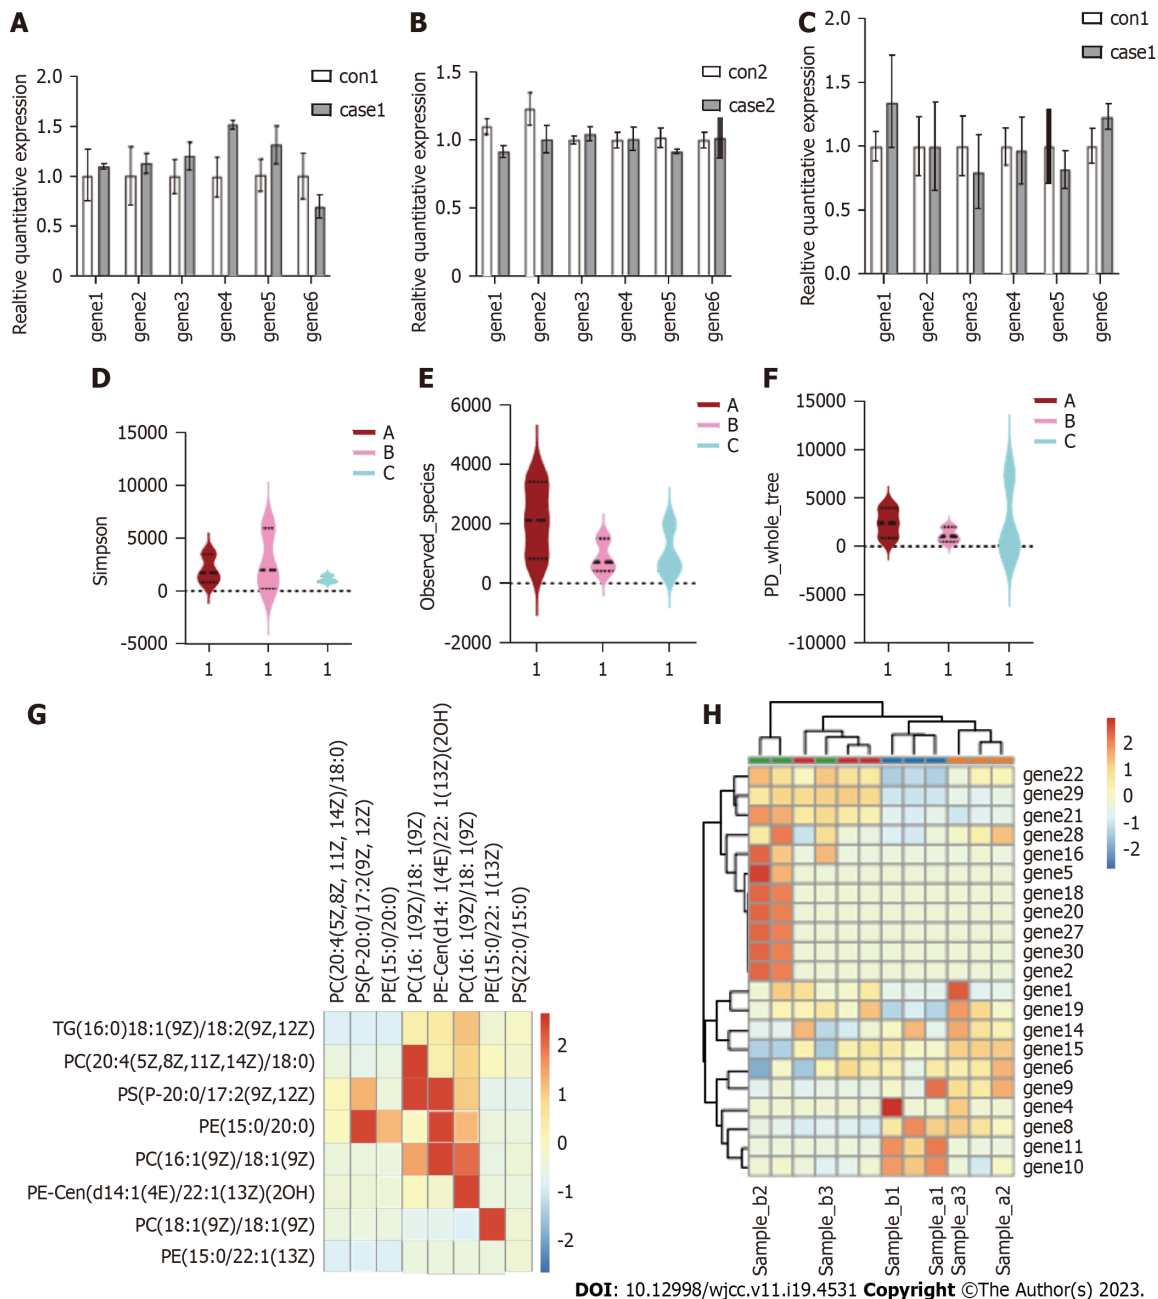 A
Realtive quantitative expression
2.0
1.5
1.0
0.5
0
con1
case1
gene1
gene2
gene3
gene4
gene5
gene6
B
Realtive quantitative expression
1.5
1.0
0.5
0
con2
case2
gene1
gene2
gene3
gene4
gene5
gene6
C
Realtive quantitative expression
2.0
1.5
1.0
0.5
0.0
con1
case1
gene1
gene2
gene3
gene4
gene5
gene6
D
Simpson
15000
10000
5000
0
-5000
A
B
C
1
1
1
E
Observed_species
6000
4000
2000
0
-2000
A
B
C
1
1
1
F
PD_whole_tree
15000
10000
5000
0
-5000
-10000
A
B
C
1
1
1
G
PC(20:4(5Z,8Z, 11Z, 14Z)/18:0)
PS(P-20:0/17:2(9Z, 12Z)
PE(15:0/20:0)
PC(16: 1(9Z)/18: 1(9Z)
PE-Cen(d14: 1(4E)/22: 1(13Z)(2OH)
PC(16: 1(9Z)/18: 1(9Z)
PE(15:0/22: 1(13Z)
PS(22:0/15:0)
TG(16:0)18:1(9Z)/18:2(9Z,12Z)
PC(20:4(5Z,8Z,11Z,14Z)/18:0)
PS(P-20:0/17:2(9Z,12Z)
PE(15:0/20:0)
PC(16:1(9Z)/18:1(9Z)
PE-Cen(d14:1(4E)/22:1(13Z)(2OH)
PC(18:1(9Z)/18:1(9Z)
PE(15:0/22:1(13Z)
2
1
0
-1
-2
H
2
1
0
-1
-2
gene22
gene29
gene21
gene28
gene16
gene5
gene18
gene20
gene27
gene30
gene2
gene1
gene19
gene14
gene15
gene6
gene9
gene4
gene8
gene11
gene10
Sample_b2
Sample_b3
Sample_b1
Sample_a1
Sample_a3
Sample_a2
DOI: 10.12998/wjcc.v11.i19.4531 Copyright ©The Author(s) 2023.